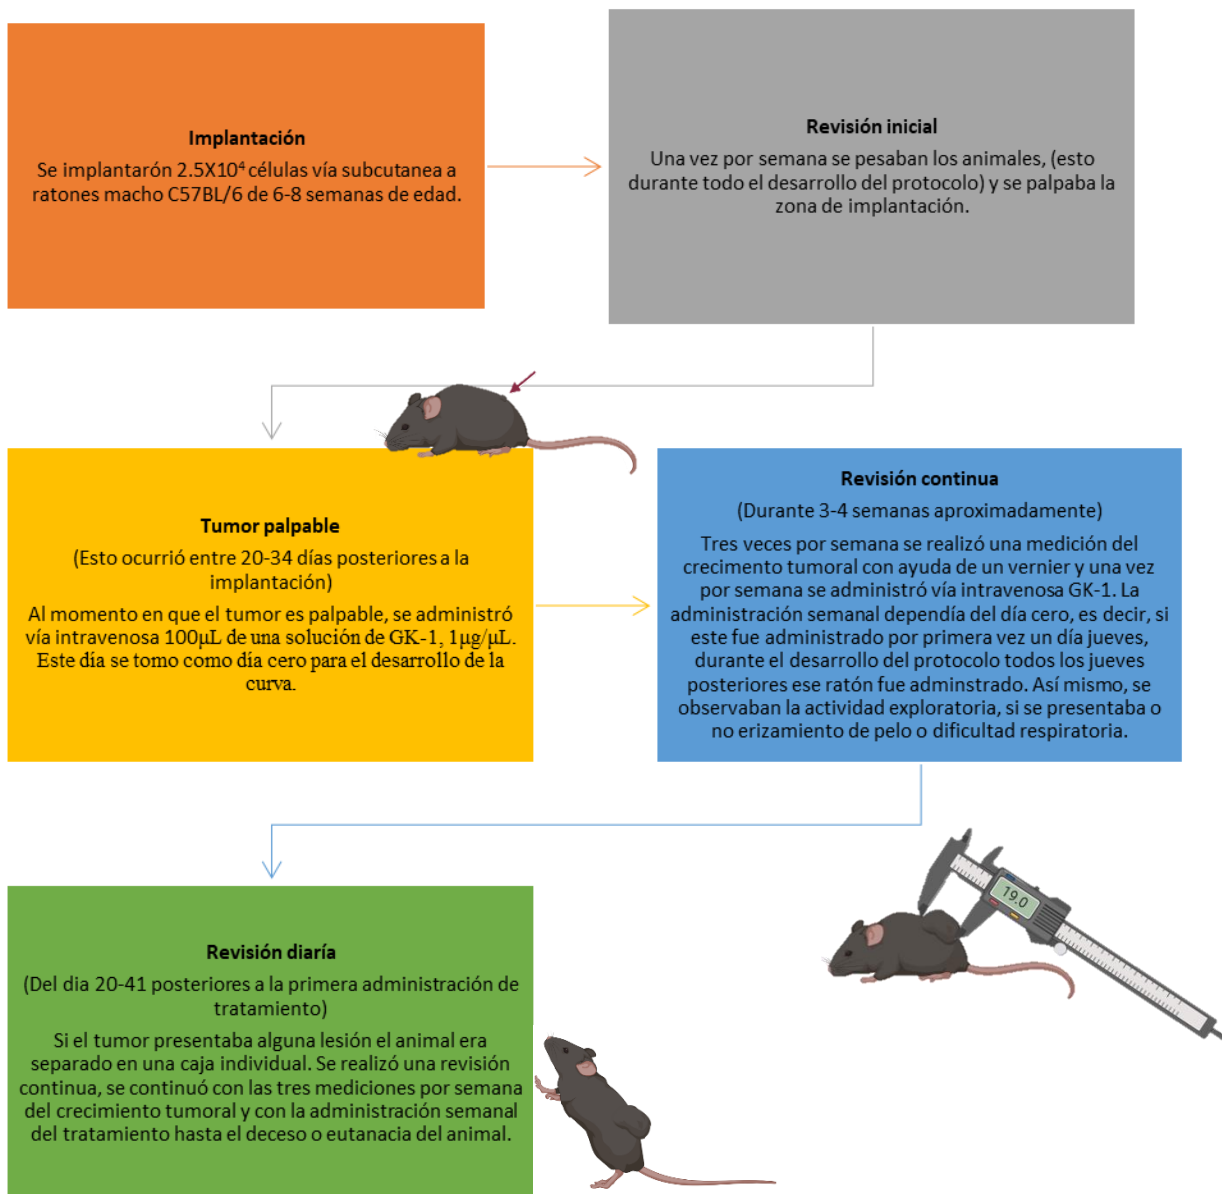 Implantación
Se implantarón 2.5X10⁴ células vía subcutanea a
ratones macho C57BL/6 de 6-8 semanas de edad.
Revisión inicial
Una vez por semana se pesaban los animales, (esto
durante todo el desarrollo del protocolo) y se palpaba la
zona de implantación.
Tumor palpable
(Esto ocurrió entre 20-34 días posteriores a la
implantación)
Al momento en que el tumor es palpable, se administró
vía intravenosa 100µL de una solución de GK-1, 1µg/µL.
Este día se tomo como día cero para el desarrollo de la
curva.
Revisión continua
(Durante 3-4 semanas aproximadamente)
Tres veces por semana se realizó una medición del
crecimento tumoral con ayuda de un vernier y una vez
por semana se administró vía intravenosa GK-1. La
administración semanal dependía del día cero, es decir, si
este fue administrado por primera vez un día jueves,
durante el desarrollo del protocolo todos los jueves
posteriores ese ratón fue adminstrado. Así mismo, se
observaban la actividad exploratoria, si se presentaba o
no erizamiento de pelo o dificultad respiratoria.
19.0
Revisión diaría
(Del dia 20-41 posteriores a la primera administración de
tratamiento)
Si el tumor presentaba alguna lesión el animal era
separado en una caja individual. Se realizó una revisión
continua, se continuó con las tres mediciones por semana
del crecimiento tumoral y con la administración semanal
del tratamiento hasta el deceso o eutanacia del animal.